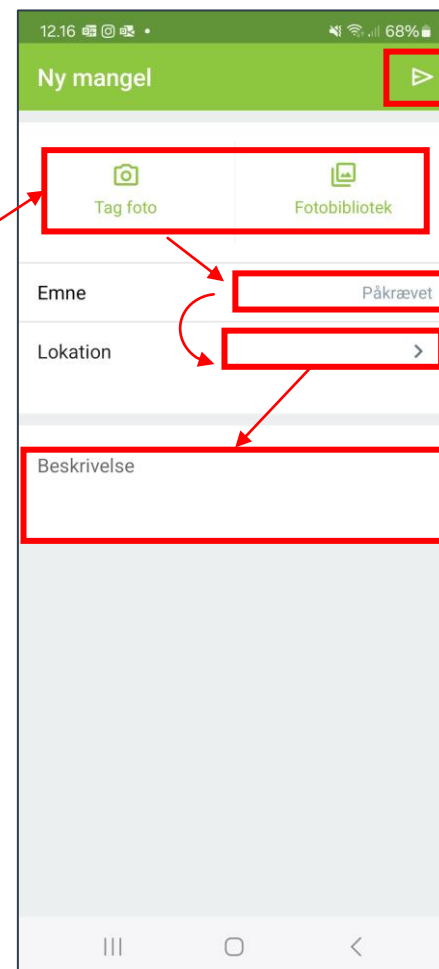 12.16 68%
Ny mangel
Tag foto Fotobibliotek
Emne Påkrævet
Lokation
Beskrivelse